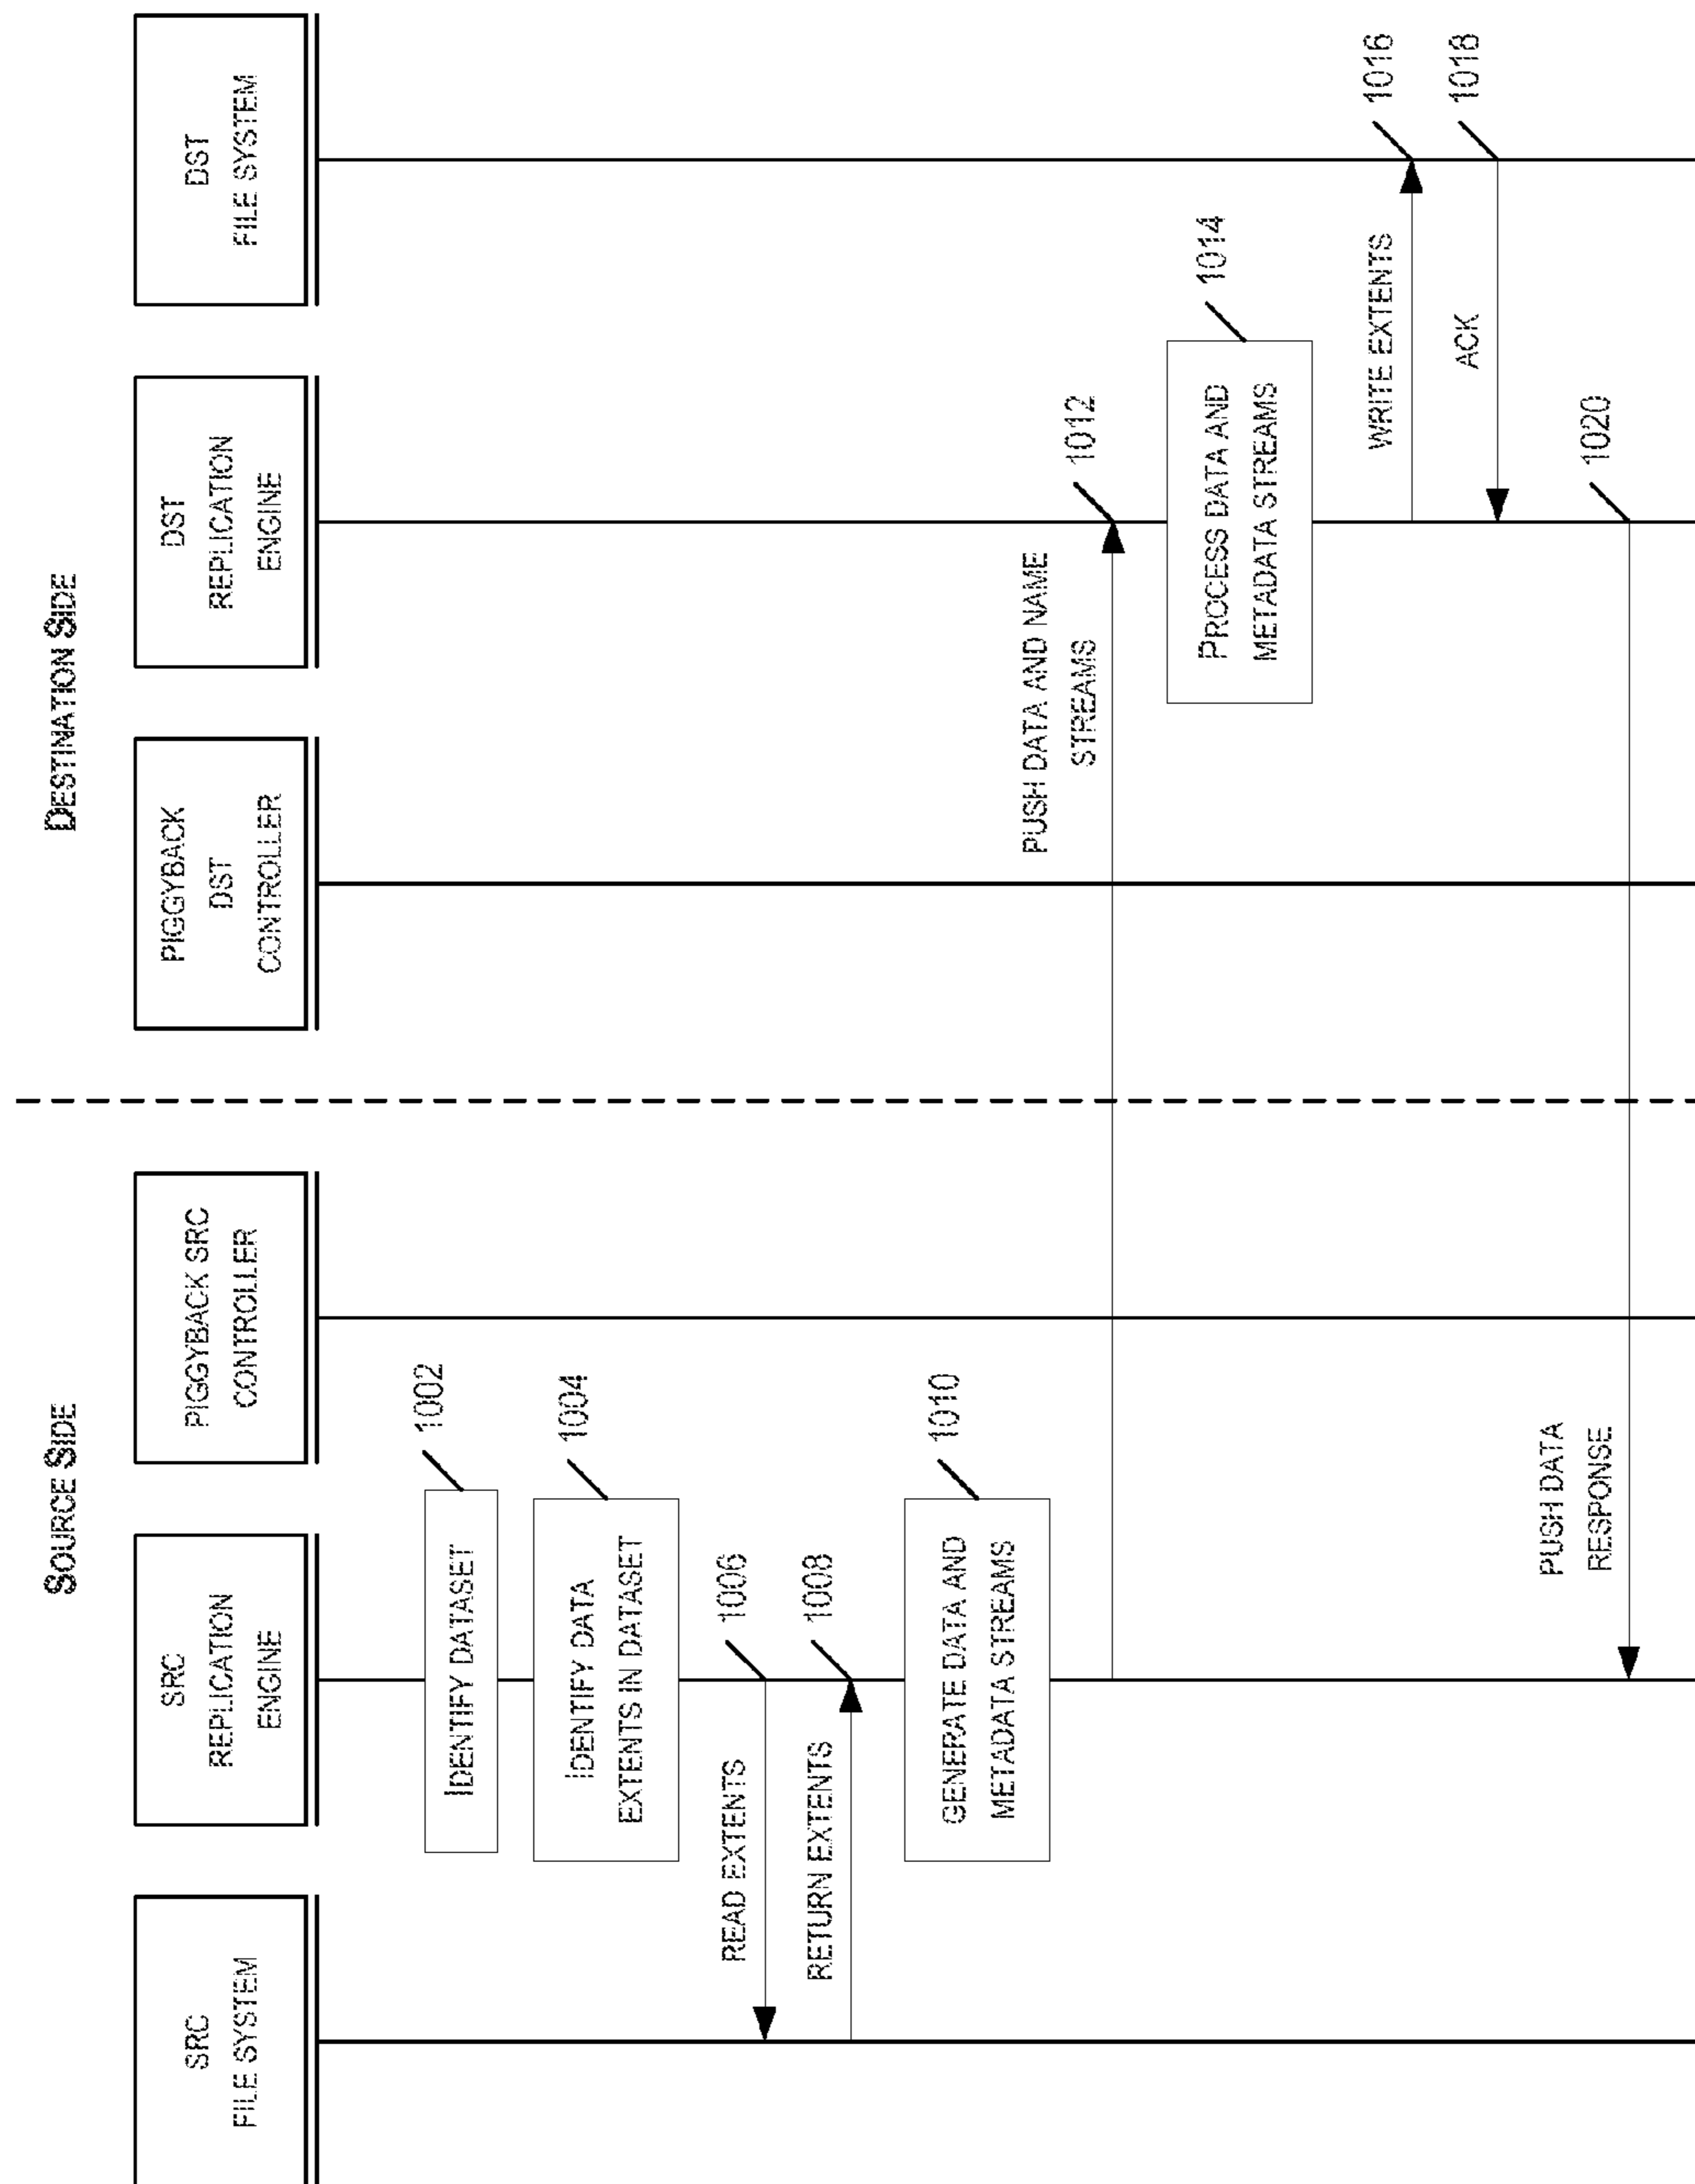 SOURCE SIDE
DESTINATION SIDE
SRC
FILE SYSTEM
SRC
REPLICATION
ENGINE
PIGGYBACK SRC
CONTROLLER
PIGGYBACK
DST
CONTROLLER
DST
REPLICATION
ENGINE
DST
FILE SYSTEM
IDENTIFY DATASET
1002
IDENTIFY DATA
EXTENTS IN DATASET
1004
READ EXTENTS
1006
RETURN EXTENTS
1008
GENERATE DATA AND
METADATA STREAMS
1010
PUSH DATA AND NAME
STREAMS
1012
PROCESS DATA AND
METADATA STREAMS
1014
WRITE EXTENTS
1016
ACK
1018
PUSH DATA
RESPONSE
1020